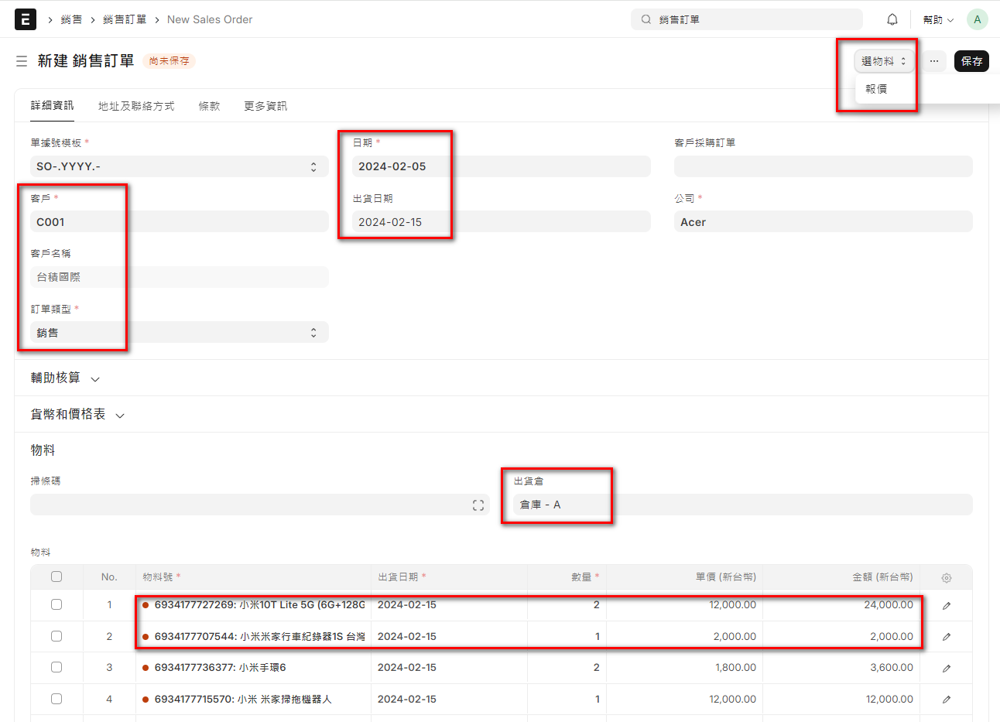 E 銷售 銷售訂單 New Sales Order 銷售訂單 幫助 A
新建 銷售訂單 尚未保存 選物料 ... 保存
報價
詳細資訊 地址及聯絡方式 條款 更多資訊
單據號模板 * 日期 * 客戶採購訂單
SO-.YYYY.- 2024-02-05
客戶 * 出貨日期 公司 *
C001 2024-02-15 Acer
客戶名稱
台積國際
訂單類型 *
銷售
輔助核算
貨幣和價格表
物料
掃條碼 出貨倉
倉庫 - A
物料
No. 物料號 * 出貨日期 * 數量 * 單價 (新台幣) 金額 (新台幣)
1 6934177727269: 小米10T Lite 5G (6G+128G 2024-02-15 2 12,000.00 24,000.00
2 6934177707544: 小米米家行車紀錄器1S 台灣 2024-02-15 1 2,000.00 2,000.00
3 6934177736377: 小米手環6 2024-02-15 2 1,800.00 3,600.00
4 6934177715570: 小米 米家掃拖機器人 2024-02-15 1 12,000.00 12,000.00